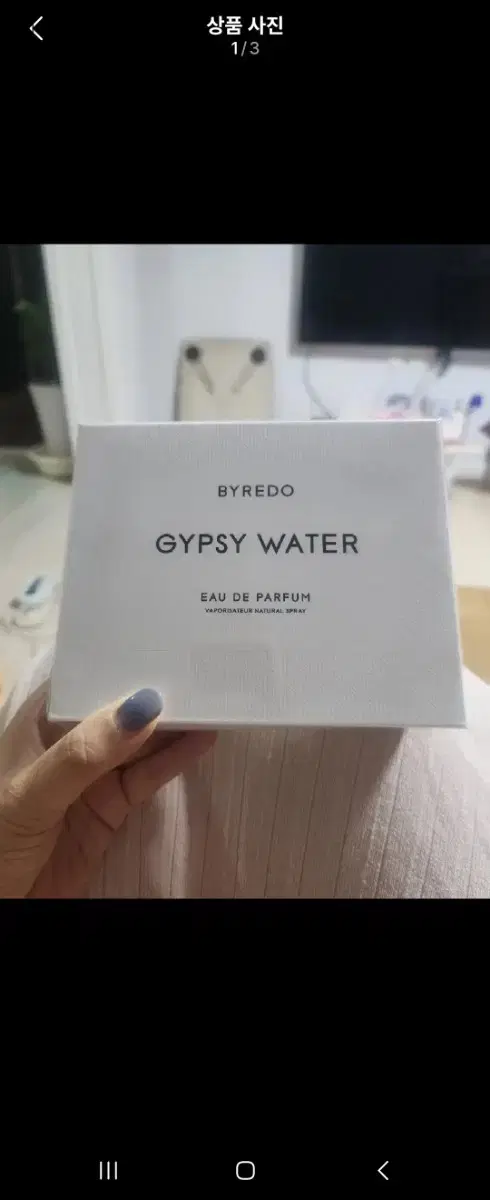 상품 사진
1/3
BYREDO
GYPSY WATER
EAU DE PARFUM
VAPORISATEUR NATURAL SPRAY